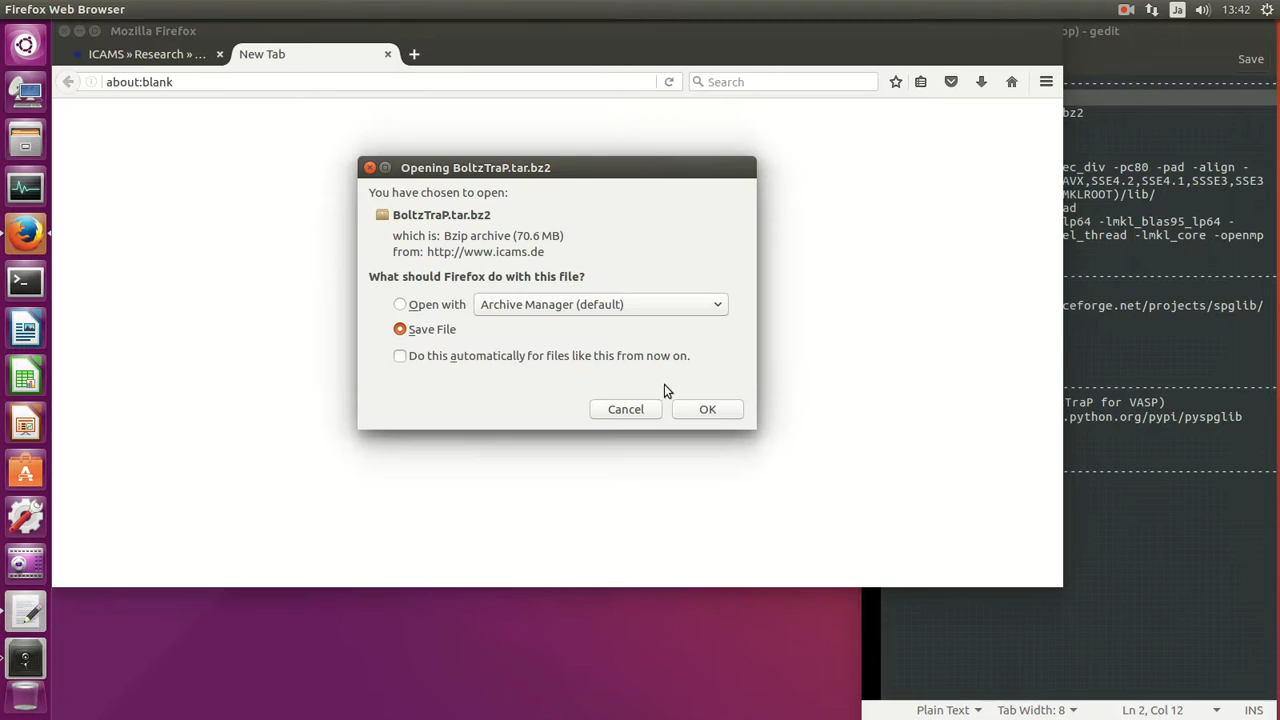 Firefox Web Browser
Ja
13:42
Mozilla Firefox
pp) - gedit
ICAMS » Research » ...
New Tab
Save
about:blank
Search
bz2
Opening BoltzTraP.tar.bz2
You have chosen to open:
BoltzTraP.tar.bz2
which is: Bzip archive (70.6 MB)
from: http://www.icams.de
What should Firefox do with this file?
Open with
Archive Manager (default)
Save File
Do this automatically for files like this from now on.
Cancel
OK
ec_div -pc80 -pad -align -
AVX,SSE4.2,SSE4.1,SSSE3,SSE3
MKLROOT)/lib/
ad
lp64 -lmkl_blas95_lp64 -
el_thread -lmkl_core -openmp
ceforge.net/projects/spglib/
TraP for VASP)
.python.org/pypi/pyspglib
Plain Text
Tab Width: 8
Ln 2, Col 12
INS